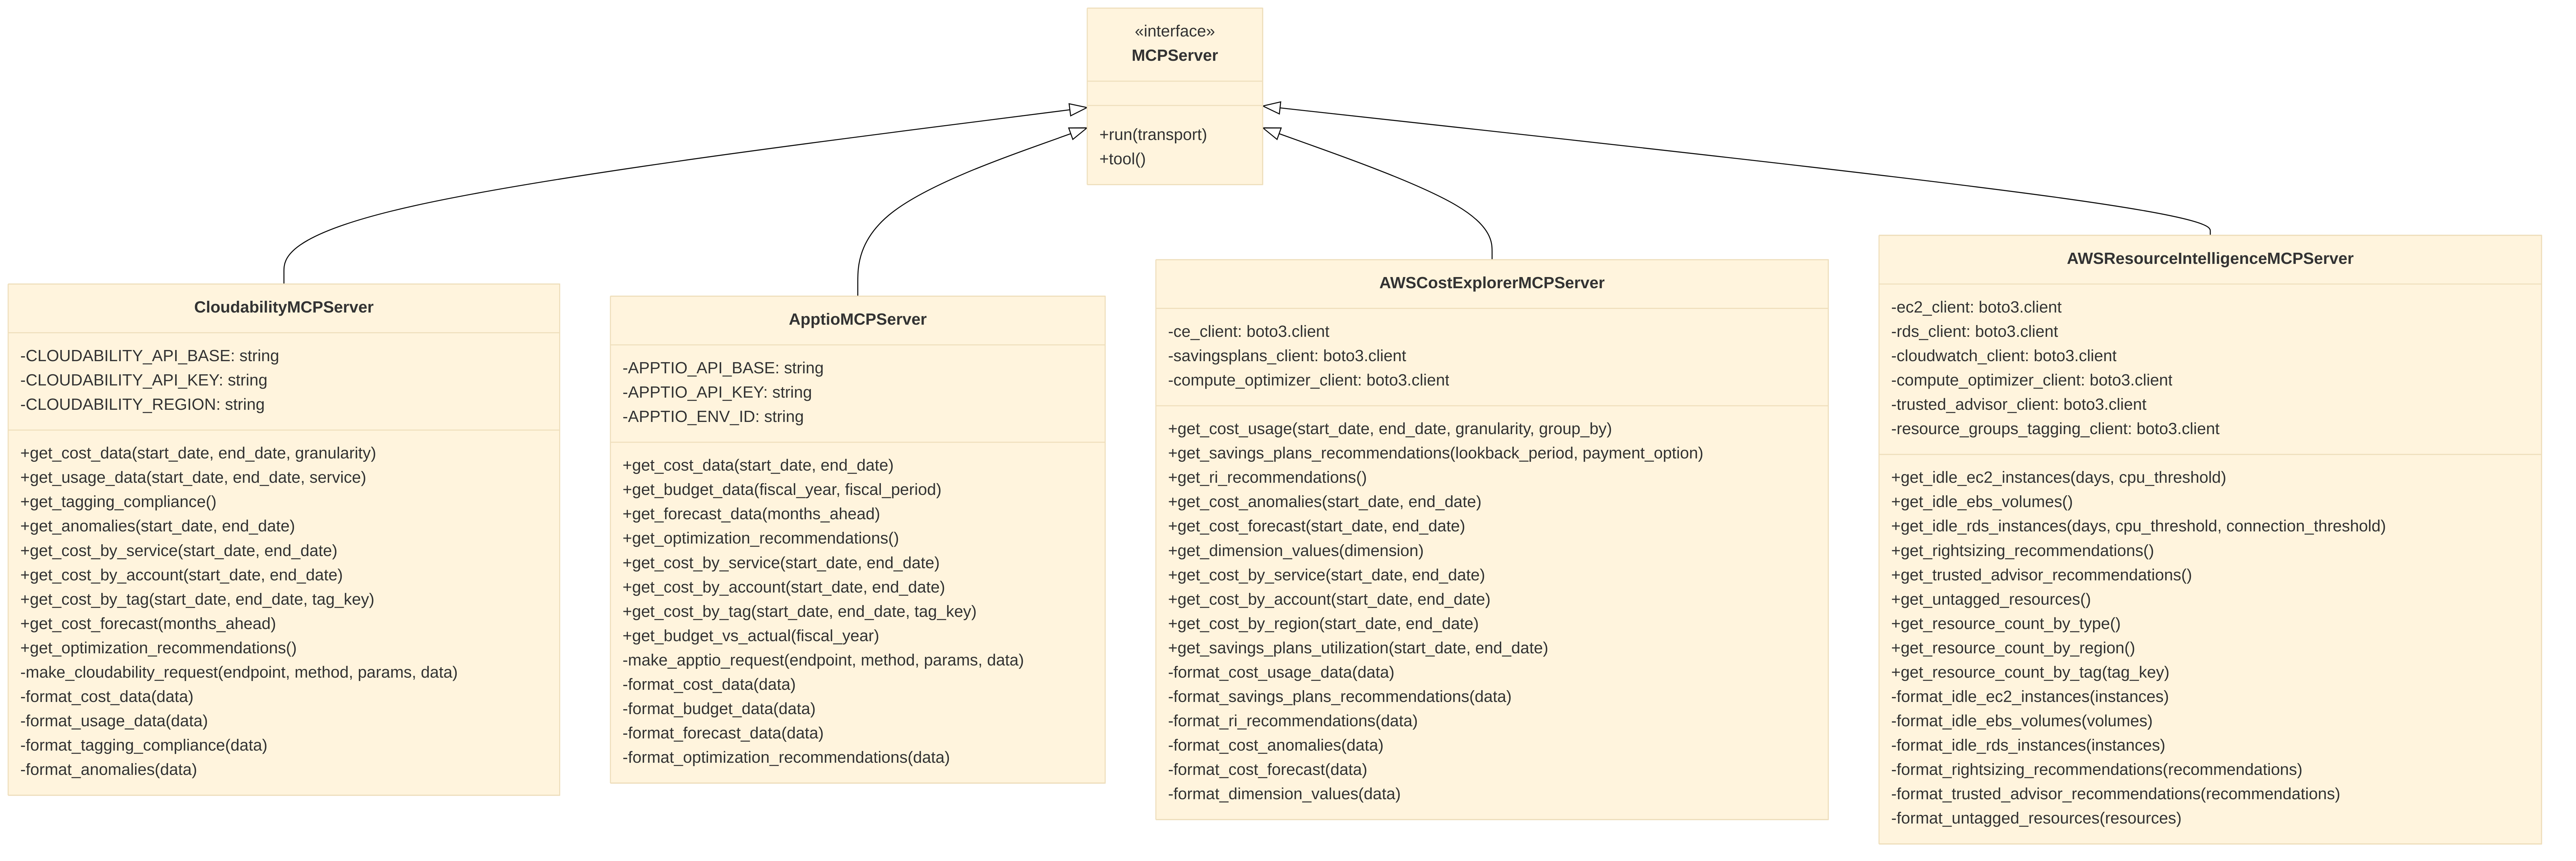 «interface»
MCPServer
+run(transport)
+tool()
CloudabilityMCPServer
-CLOUDABILITY_API_BASE: string
-CLOUDABILITY_API_KEY: string
-CLOUDABILITY_REGION: string
+get_cost_data(start_date, end_date, granularity)
+get_usage_data(start_date, end_date, service)
+get_tagging_compliance()
+get_anomalies(start_date, end_date)
+get_cost_by_service(start_date, end_date)
+get_cost_by_account(start_date, end_date)
+get_cost_by_tag(start_date, end_date, tag_key)
+get_cost_forecast(months_ahead)
+get_optimization_recommendations()
-make_cloudability_request(endpoint, method, params, data)
-format_cost_data(data)
-format_usage_data(data)
-format_tagging_compliance(data)
-format_anomalies(data)
ApptioMCPServer
-APPTIO_API_BASE: string
-APPTIO_API_KEY: string
-APPTIO_ENV_ID: string
+get_cost_data(start_date, end_date)
+get_budget_data(fiscal_year, fiscal_period)
+get_forecast_data(months_ahead)
+get_optimization_recommendations()
+get_cost_by_service(start_date, end_date)
+get_cost_by_account(start_date, end_date)
+get_cost_by_tag(start_date, end_date, tag_key)
+get_budget_vs_actual(fiscal_year)
-make_apptio_request(endpoint, method, params, data)
-format_cost_data(data)
-format_budget_data(data)
-format_forecast_data(data)
-format_optimization_recommendations(data)
AWSCostExplorerMCPServer
-ce_client: boto3.client
-savingsplans_client: boto3.client
-compute_optimizer_client: boto3.client
+get_cost_usage(start_date, end_date, granularity, group_by)
+get_savings_plans_recommendations(lookback_period, payment_option)
+get_ri_recommendations()
+get_cost_anomalies(start_date, end_date)
+get_cost_forecast(start_date, end_date)
+get_dimension_values(dimension)
+get_cost_by_service(start_date, end_date)
+get_cost_by_account(start_date, end_date)
+get_cost_by_region(start_date, end_date)
+get_savings_plans_utilization(start_date, end_date)
-format_cost_usage_data(data)
-format_savings_plans_recommendations(data)
-format_ri_recommendations(data)
-format_cost_anomalies(data)
-format_cost_forecast(data)
-format_dimension_values(data)
AWSResourceIntelligenceMCPServer
-ec2_client: boto3.client
-rds_client: boto3.client
-cloudwatch_client: boto3.client
-compute_optimizer_client: boto3.client
-trusted_advisor_client: boto3.client
-resource_groups_tagging_client: boto3.client
+get_idle_ec2_instances(days, cpu_threshold)
+get_idle_ebs_volumes()
+get_idle_rds_instances(days, cpu_threshold, connection_threshold)
+get_rightsizing_recommendations()
+get_trusted_advisor_recommendations()
+get_untagged_resources()
+get_resource_count_by_type()
+get_resource_count_by_region()
+get_resource_count_by_tag(tag_key)
-format_idle_ec2_instances(instances)
-format_idle_ebs_volumes(volumes)
-format_idle_rds_instances(instances)
-format_rightsizing_recommendations(recommendations)
-format_trusted_advisor_recommendations(recommendations)
-format_untagged_resources(resources)